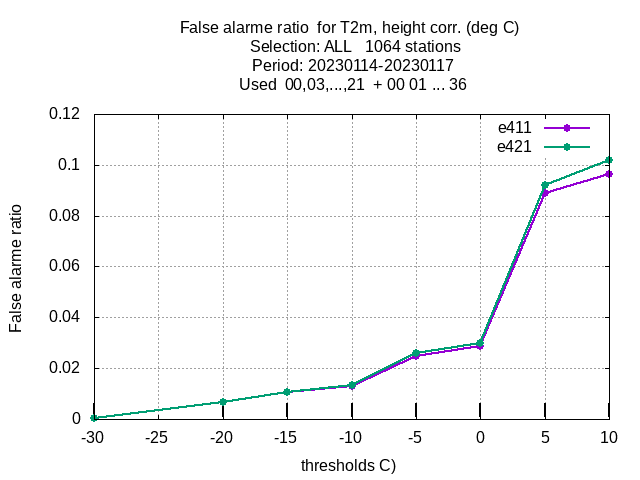 False alarme ratio  for T2m, height corr. (deg C)
Selection: ALL   1064 stations
Period: 20230114-20230117
Used  00,03,...,21  + 00 01 ... 36
e411
e421
False alarme ratio
0.12
0.1
0.08
0.06
0.04
0.02
0
-30 -25 -20 -15 -10 -5 0 5 10
thresholds C)